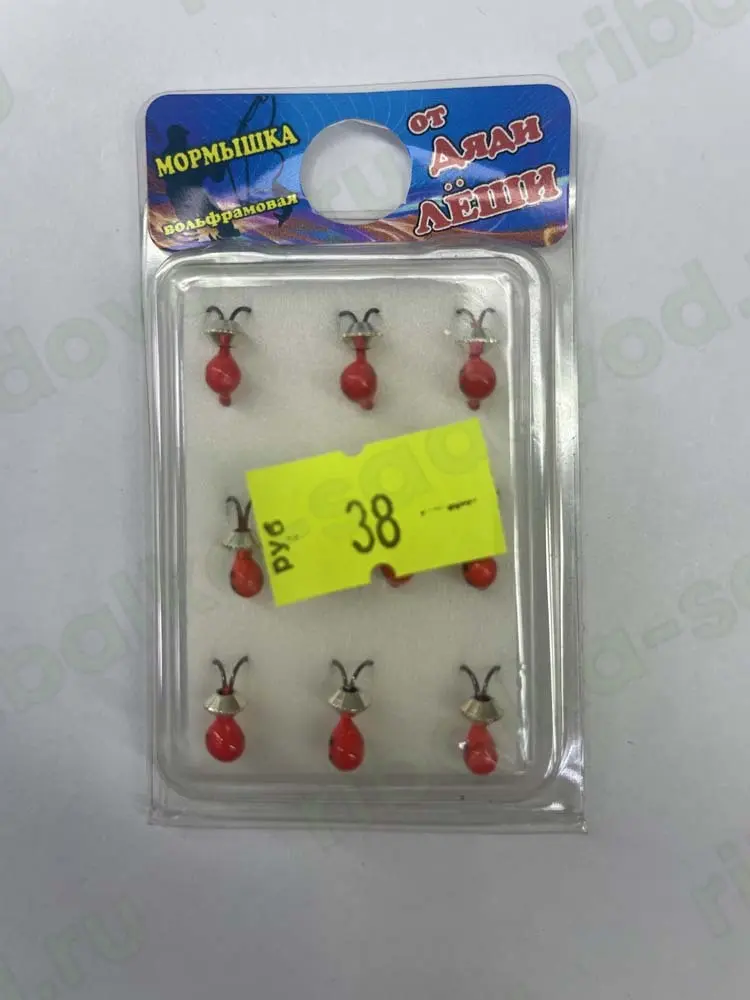 МОРМЫШКА
вольфрамовая
от
Дяди
ЛЁШИ
руб
38